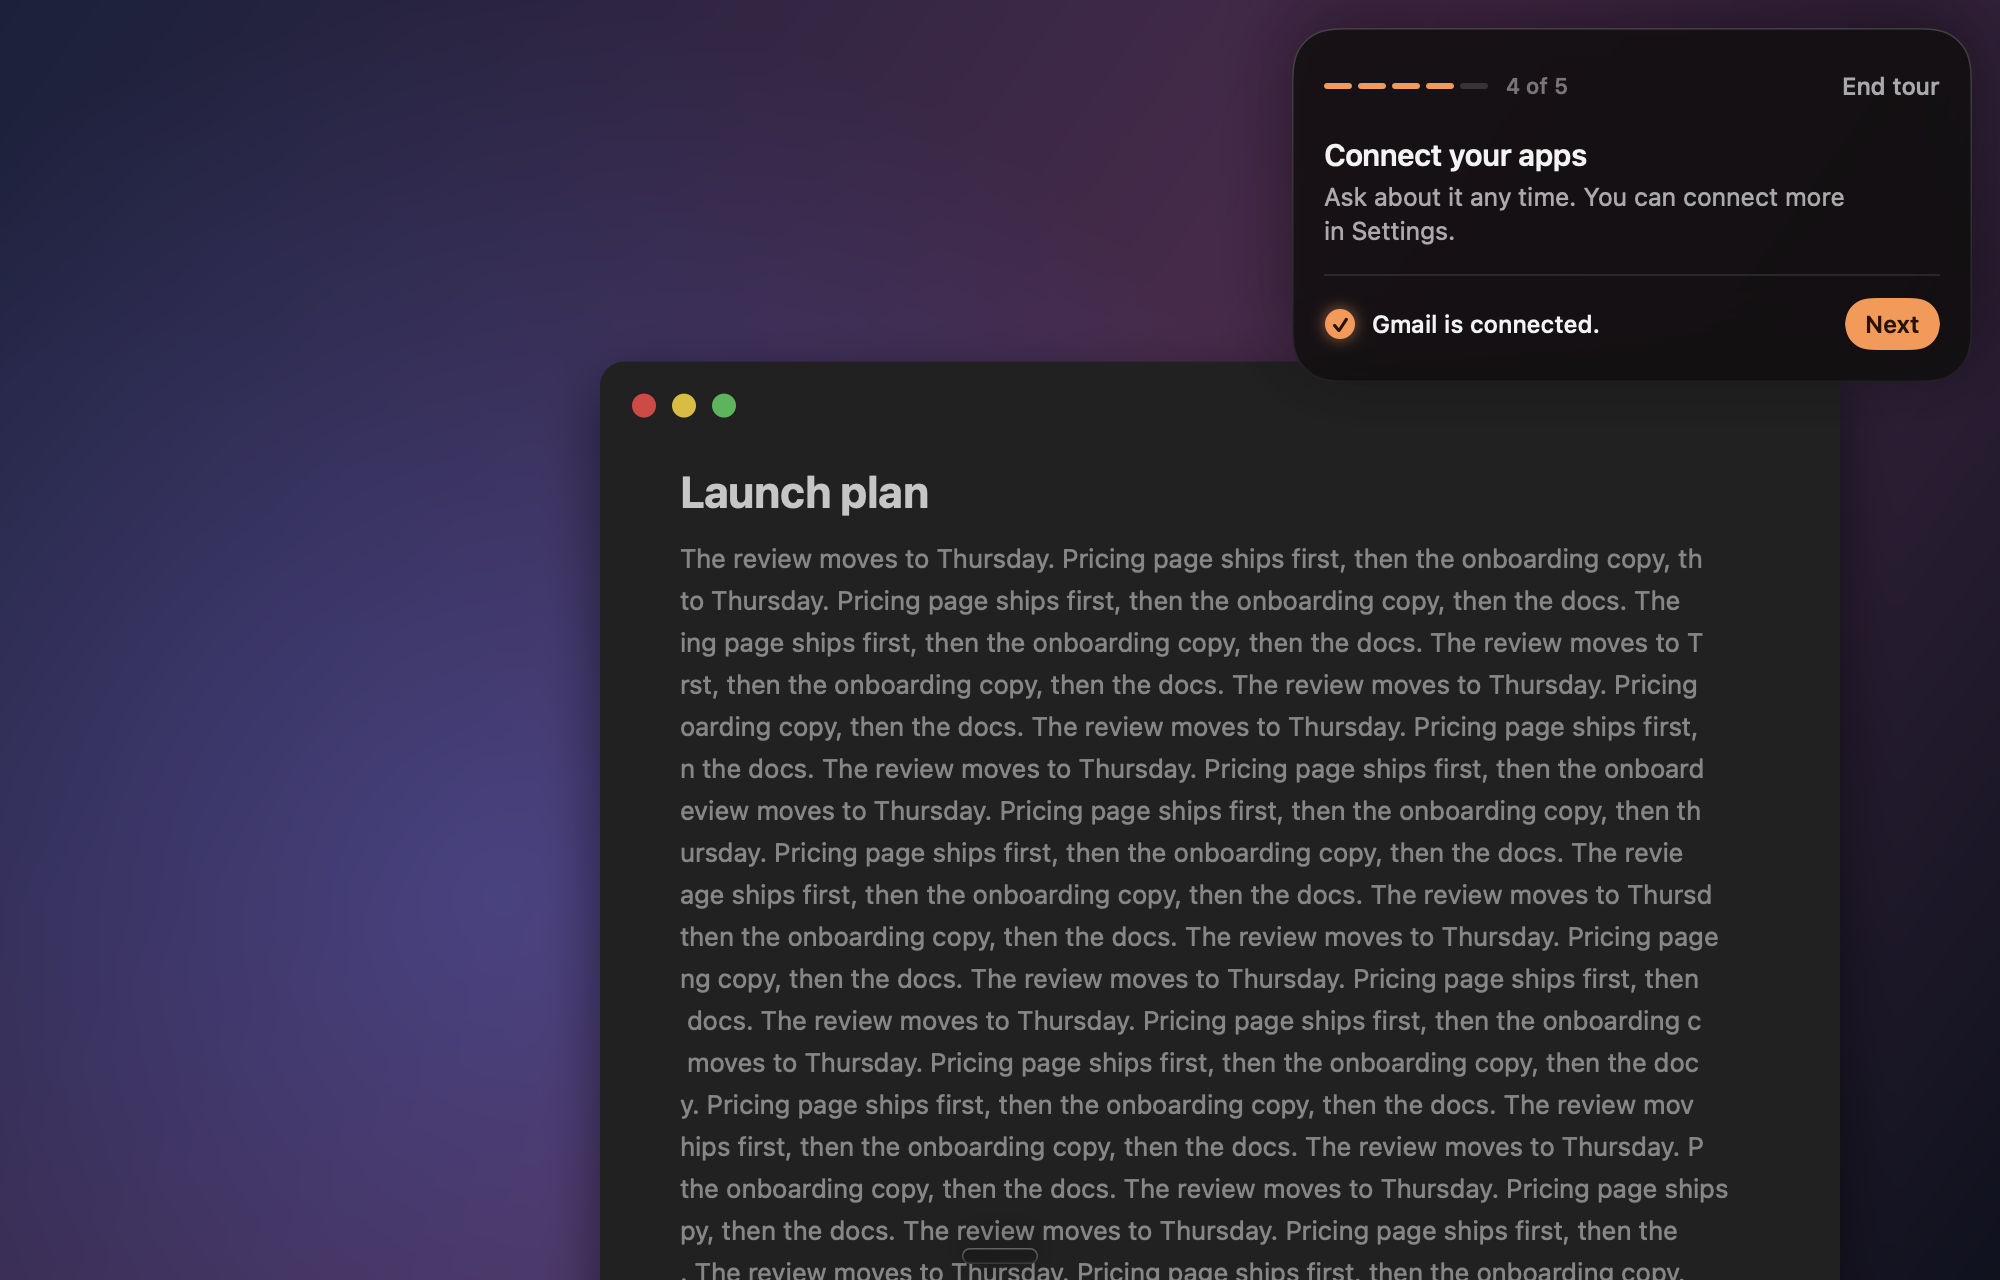 4 of 5
End tour
Connect your apps
Ask about it any time. You can connect more
in Settings.
Gmail is connected.
Next
Launch plan
The review moves to Thursday. Pricing page ships first, then the onboarding copy, th
to Thursday. Pricing page ships first, then the onboarding copy, then the docs. The
ing page ships first, then the onboarding copy, then the docs. The review moves to T
rst, then the onboarding copy, then the docs. The review moves to Thursday. Pricing
oarding copy, then the docs. The review moves to Thursday. Pricing page ships first,
n the docs. The review moves to Thursday. Pricing page ships first, then the onboard
eview moves to Thursday. Pricing page ships first, then the onboarding copy, then th
ursday. Pricing page ships first, then the onboarding copy, then the docs. The revie
age ships first, then the onboarding copy, then the docs. The review moves to Thursd
then the onboarding copy, then the docs. The review moves to Thursday. Pricing page
ng copy, then the docs. The review moves to Thursday. Pricing page ships first, then
docs. The review moves to Thursday. Pricing page ships first, then the onboarding c
moves to Thursday. Pricing page ships first, then the onboarding copy, then the doc
y. Pricing page ships first, then the onboarding copy, then the docs. The review mov
hips first, then the onboarding copy, then the docs. The review moves to Thursday. P
the onboarding copy, then the docs. The review moves to Thursday. Pricing page ships
py, then the docs. The review moves to Thursday. Pricing page ships first, then the
. The review moves to Thursday. Pricing page ships first, then the onboarding copy,